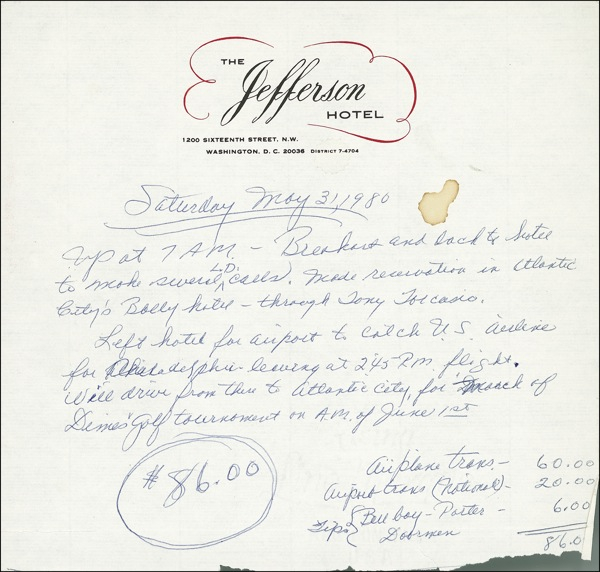 THE
Jefferson
HOTEL
1200 SIXTEENTH STREET, N.W.
WASHINGTON, D. C. 20036 DISTRICT 7-4704
Saturday May 31, 1980
Up at 7 AM. – Breakfast and back to hotel
to make several L.D. calls. Made reservation in Atlantic
City's Bally hotel – through Tony Torcasio.
Left hotel for airport to catch U.S. airline
for Philadelphia leaving at 2:45 P.M. flight.
Will drive from there to Atlantic City, for March of
Dimes' Golf tournament on A.M. of June 1st
$86.00
Airplane trans – 60.00
Airport trans (National) – 20.00
Tips { Bell boy – Porter – 6.00
Doormen
86.0